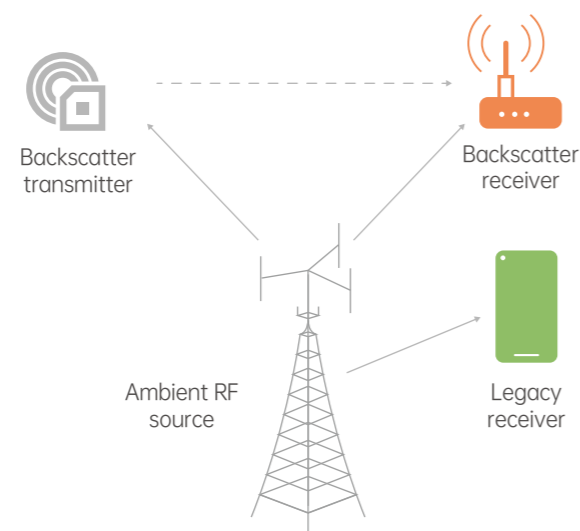 Backscatter
transmitter
Backscatter
receiver
Ambient RF
source
Legacy
receiver